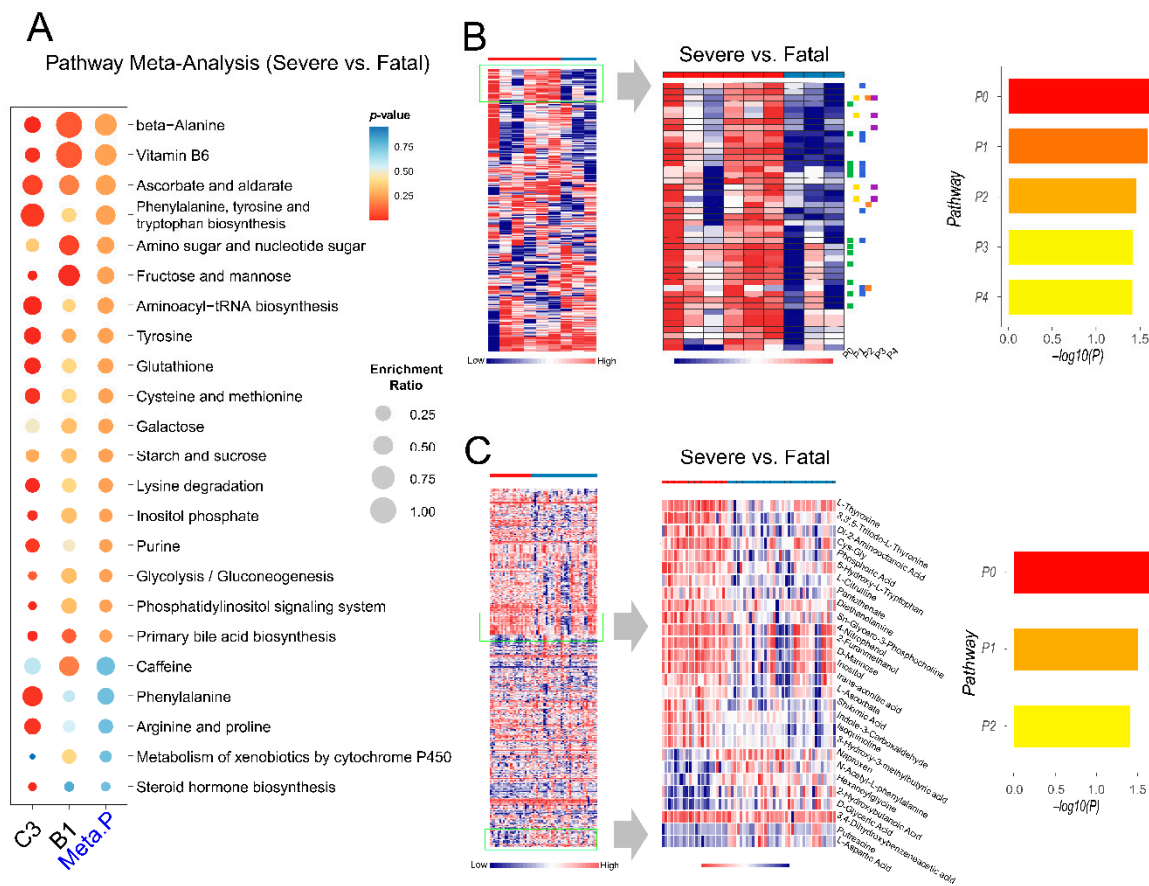 A
Pathway Meta-Analysis (Severe vs. Fatal)
beta−Alanine
Vitamin B6
Ascorbate and aldarate
Phenylalanine, tyrosine and
tryptophan biosynthesis
Amino sugar and nucleotide sugar
Fructose and mannose
Aminoacyl−tRNA biosynthesis
Tyrosine
Glutathione
Cysteine and methionine
Galactose
Starch and sucrose
Lysine degradation
Inositol phosphate
Purine
Glycolysis / Gluconeogenesis
Phosphatidylinositol signaling system
Primary bile acid biosynthesis
Caffeine
Phenylalanine
Arginine and proline
Metabolism of xenobiotics by cytochrome P450
Steroid hormone biosynthesis
C3
B1
Meta.P
p-value
0.75
0.50
0.25
Enrichment
Ratio
0.25
0.50
0.75
1.00
B
Severe vs. Fatal
Low
High
P0
P1
P2
P3
P4
Pathway
P0
P1
P2
P3
P4
0.0
0.5
1.0
1.5
−log10(P)
C
Severe vs. Fatal
Low
High
L-Thyroxine
3,3',5-Triiodo-L-Thyronine
Dl-2-Aminooctanoic Acid
Cys-Gly
Phosphoric Acid
5-Hydroxy-L-Tryptophan
L-Citrulline
Pantothenate
Diethanolamine
Sn-Glycero-3-Phosphocholine
4-Nitrophenol
2-Furanmethanol
D-Mannose
Inositol
trans-aconitic acid
L-Ascorbate
Shikimic Acid
Indole-3-Carboxaldehyde
Isoquinoline
3-Hydroxy-3-methylbutyric acid
Naproxen
N-Acetyl-L-phenylalanine
Hexanoylglycine
2-Hydroxybutanoic Acid
D-Glyceric Acid
3,4-Dihydroxybenzeneacetic acid
Putrescine
L-Aspartic Acid
Pathway
P0
P1
P2
0.0
0.5
1.0
1.5
−log10(P)